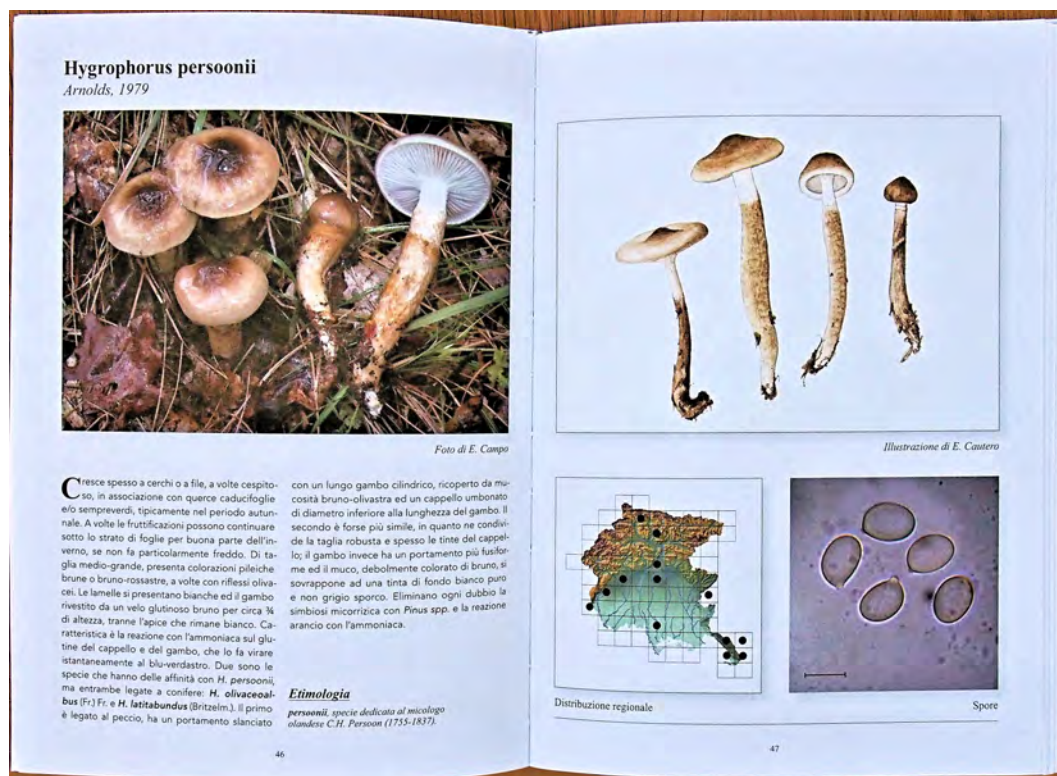 Hygrophorus persoonii
Arnolds, 1979
Foto di E. Campo
Cresce spesso a cerchi o a file, a volte cespito-
so, in associazione con querce caducifoglie
e/o sempreverdi, tipicamente nel periodo autun-
nale. A volte le fruttificazioni possono continuare
sotto lo strato di foglie per buona parte dell'in-
verno, se non fa particolarmente freddo. Di ta-
glia medio-grande, presenta colorazioni pileiche
brune o bruno-rossastre, a volte con riflessi oliva-
cei. Le lamelle si presentano bianche ed il gambo
rivestito da un velo glutinoso bruno per circa ¾
di altezza, tranne l'apice che rimane bianco. Ca-
ratteristica è la reazione con l'ammoniaca sul glu-
tine del cappello e del gambo, che lo fa virare
istantaneamente al blu-verdastro. Due sono le
specie che hanno delle affinità con H. persoonii,
ma entrambe legate a conifere: H. olivaceoal-
bus (Fr.) Fr. e H. latitabundus (Britzelm.). Il primo
è legato al peccio, ha un portamento slanciato
con un lungo gambo cilindrico, ricoperto da mu-
cosità bruno-olivastra ed un cappello umbonato
di diametro inferiore alla lunghezza del gambo. Il
secondo è forse più simile, in quanto ne condivi-
de la taglia robusta e spesso le tinte del cappel-
lo; il gambo invece ha un portamento più fusifor-
me ed il muco, debolmente colorato di bruno, si
sovrappone ad una tinta di fondo bianco puro
e non grigio sporco. Eliminano ogni dubbio la
simbiosi micorrizica con Pinus spp. e la reazione
arancio con l'ammoniaca.
Etimologia
persoonii, specie dedicata al micologo
olandese C.H. Persoon (1755-1837).
46
Illustrazione di E. Cautero
Distribuzione regionale
Spore
47